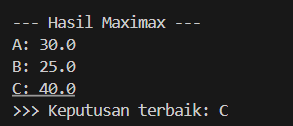 --- Hasil Maximax ---
A: 30.0
B: 25.0
C: 40.0
>>> Keputusan terbaik: C